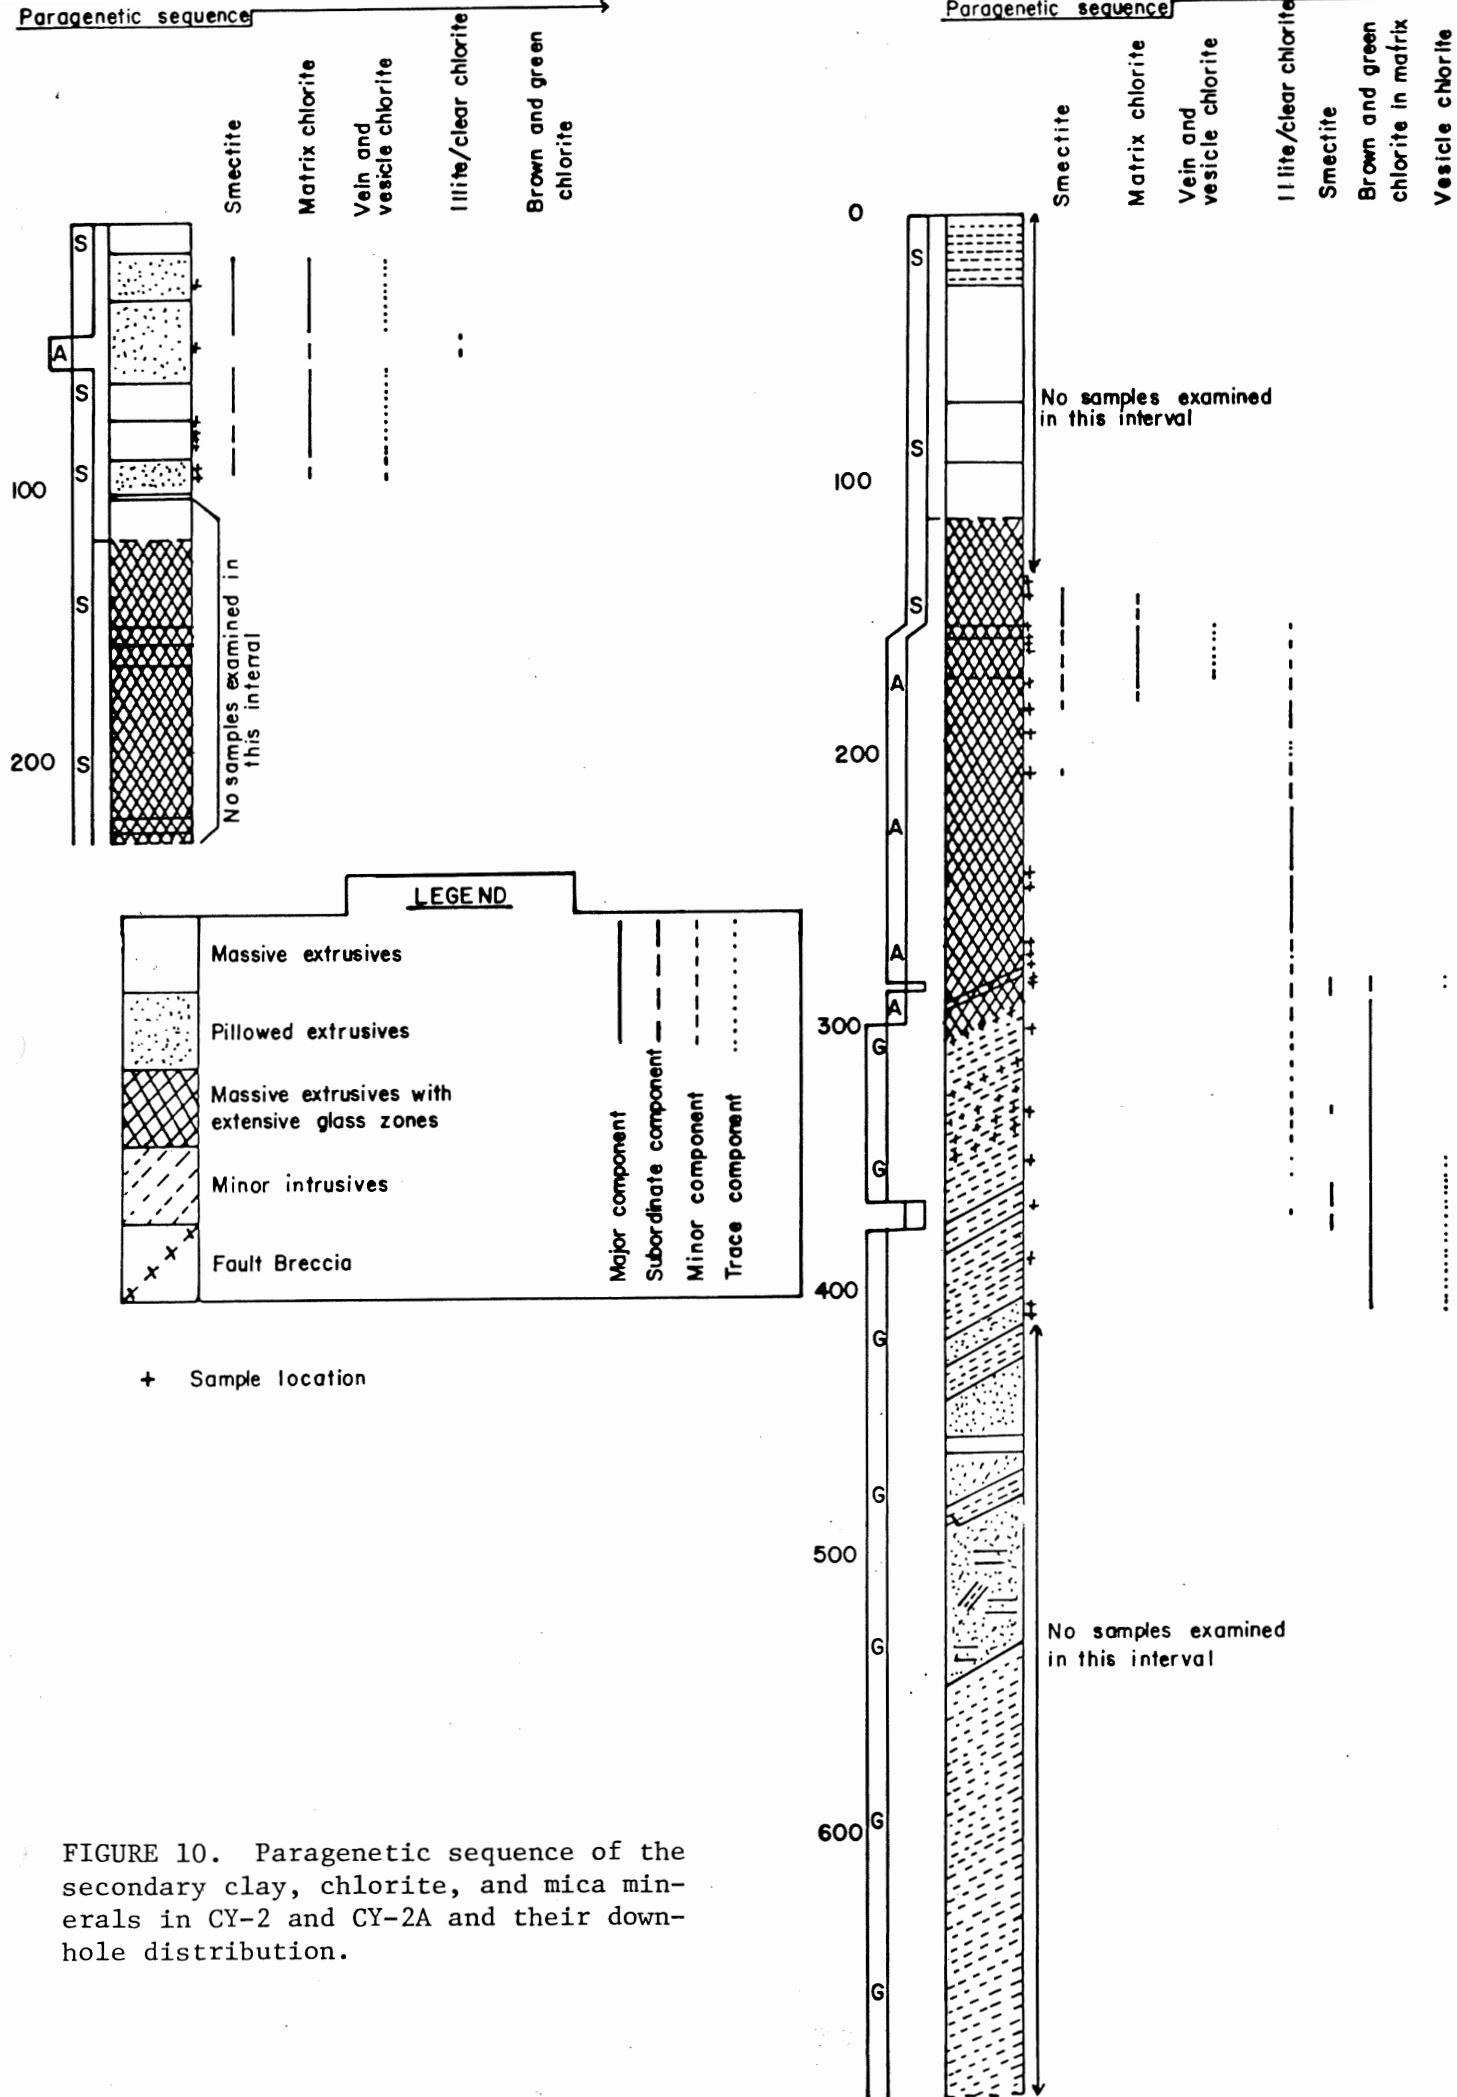 Paragenetic sequence
Smectite
Matrix chlorite
Vein and
vesicle chlorite
Illite/clear chlorite
Brown and green
chlorite
S
A
S
S
S
S
100
200
No samples examined in
this interval
LEGEND
Massive extrusives
Pillowed extrusives
Massive extrusives with
extensive glass zones
Minor intrusives
Fault Breccia
Major component
Subordinate component
Minor component
Trace component
+ Sample location
Paragenetic sequence
Smectite
Matrix chlorite
Vein and
vesicle chlorite
Illite/clear chlorite
Smectite
Brown and green
chlorite in matrix
Vesicle chlorite
0
100
200
300
400
500
600
S
S
S
A
A
A
A
G
G
G
G
G
G
G
No samples examined
in this interval
No samples examined
in this interval
FIGURE 10. Paragenetic sequence of the
secondary clay, chlorite, and mica min-
erals in CY-2 and CY-2A and their down-
hole distribution.